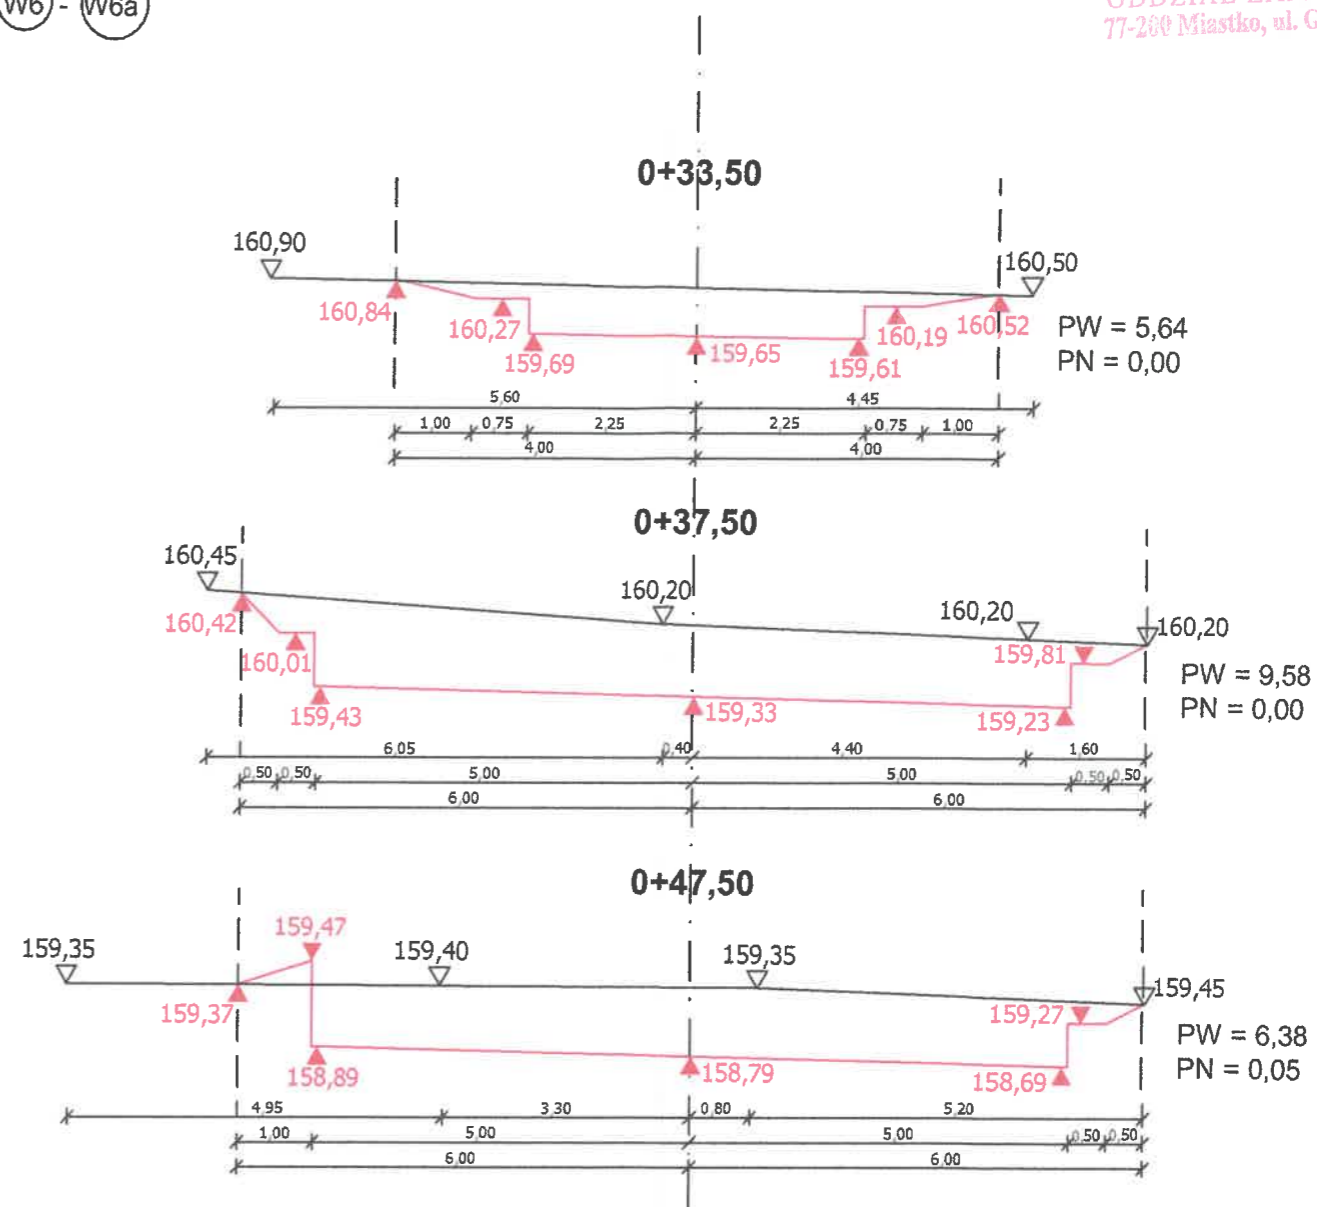 W6 - W6a
77-200 Miastko, ul. G
0+33,50
160,90
160,50
160,84
160,27
159,69
159,65
159,61
160,19
160,52
PW = 5,64
PN = 0,00
5,60 4,45
1,00 0,75 2,25 2,25 0,75 1,00
4,00 4,00
0+37,50
160,45
160,20
160,20
160,20
160,42
160,01
159,43
159,33
159,23
159,81
PW = 9,58
PN = 0,00
6,05 0,40 4,40 1,60
0,50 0,50 5,00 5,00 0,50 0,50
6,00 6,00
0+47,50
159,35
159,47
159,40
159,35
159,45
159,37
158,89
158,79
158,69
159,27
PW = 6,38
PN = 0,05
4,95 3,30 0,80 5,20
1,00 5,00 5,00 0,50 0,50
6,00 6,00